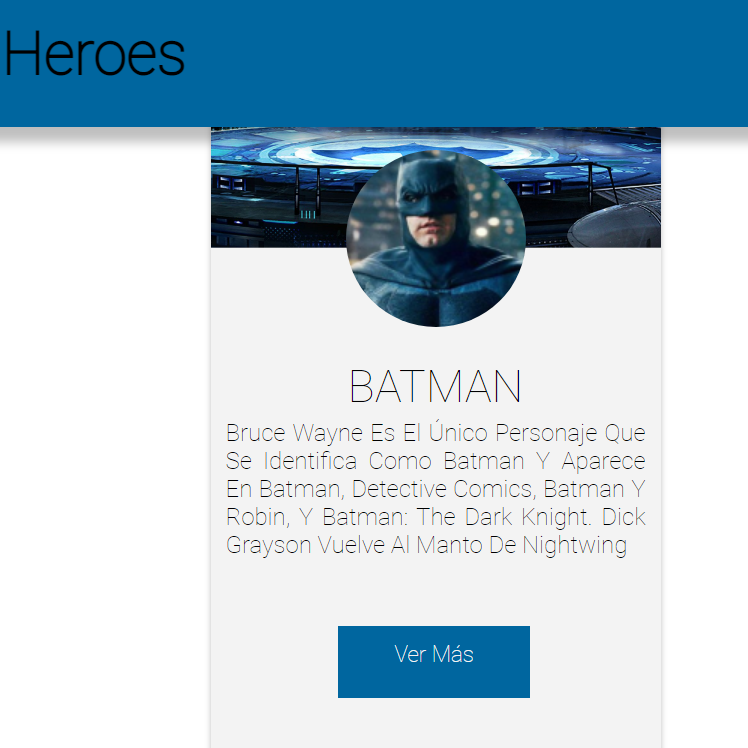 Heroes
BATMAN
Bruce Wayne Es El Único Personaje Que
Se Identifica Como Batman Y Aparece
En Batman, Detective Comics, Batman Y
Robin, Y Batman: The Dark Knight. Dick
Grayson Vuelve Al Manto De Nightwing
Ver Más